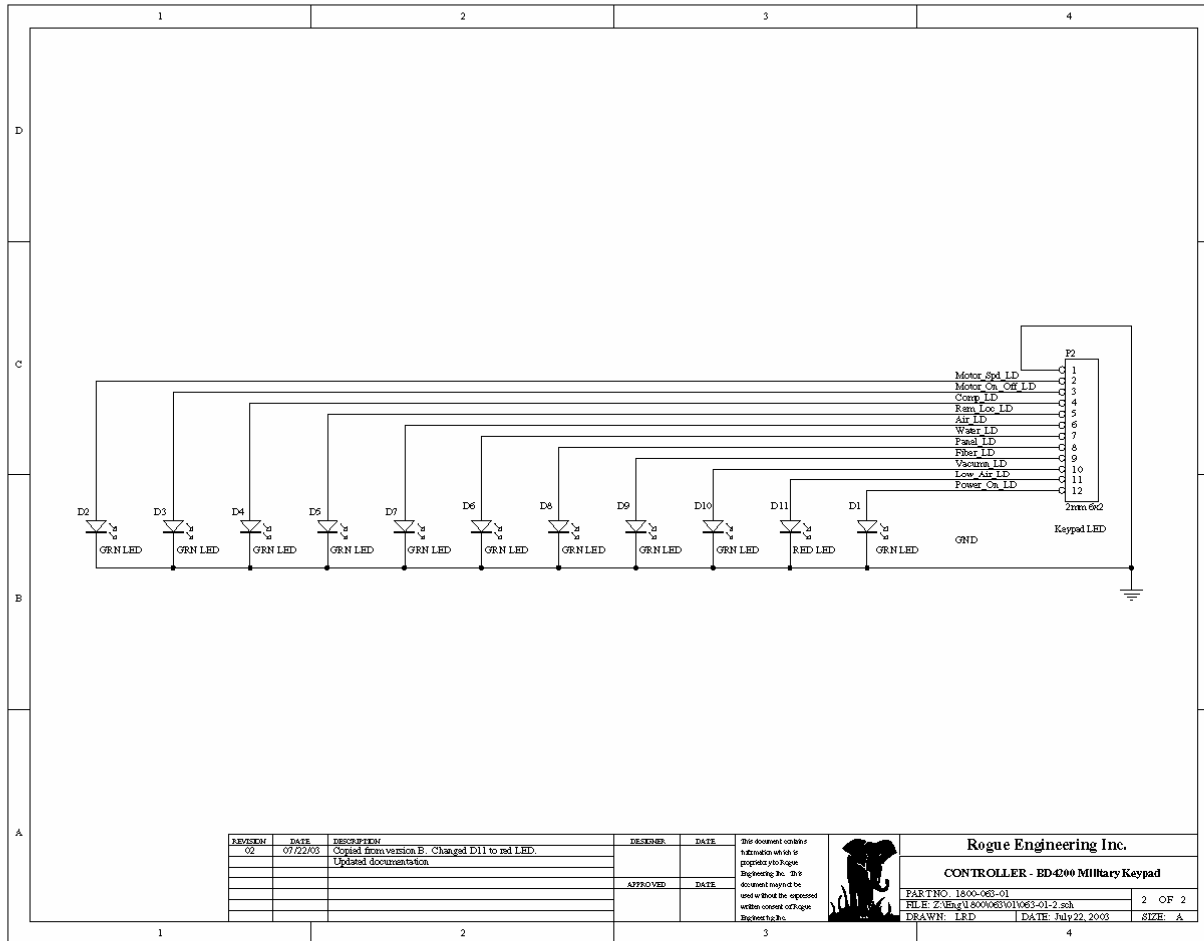 1 2 3 4
D
C
B
A
P2
1
Motor_Spd_LD 2
Motor_On_Off_LD 3
Comp_LD 4
Rem_Loc_LD 5
Air_LD 6
Water_LD 7
Panel_LD 8
Fiber_LD 9
Vacumn_LD 10
Low_Air_LD 11
Power_On_LD 12
2mm 6x2
Keypad LED
GND
D2 D3 D4 D5 D7 D6 D8 D9 D10 D11 D1
GRN LED GRN LED GRN LED GRN LED GRN LED GRN LED GRN LED GRN LED GRN LED RED LED GRN LED
REVISION DATE DESCRIPTION DESIGNER DATE
02 07/22/03 Copied from version B. Changed D11 to red LED.
Updated documentation
APPROVED DATE
This document contains
information which is
propriety to Rogue
Engineering Inc. This
document may not be
used without the expressed
written consent of Rogue
Engineering Inc.
Rogue Engineering Inc.
CONTROLLER - BD4200 Military Keypad
PART NO. 1800-063-01
FILE: Z:\Eng\1800\063\01\063-01-2.sch
2 OF 2
DRAWN: LRD DATE: July 22, 2003 SIZE: A
1 2 3 4